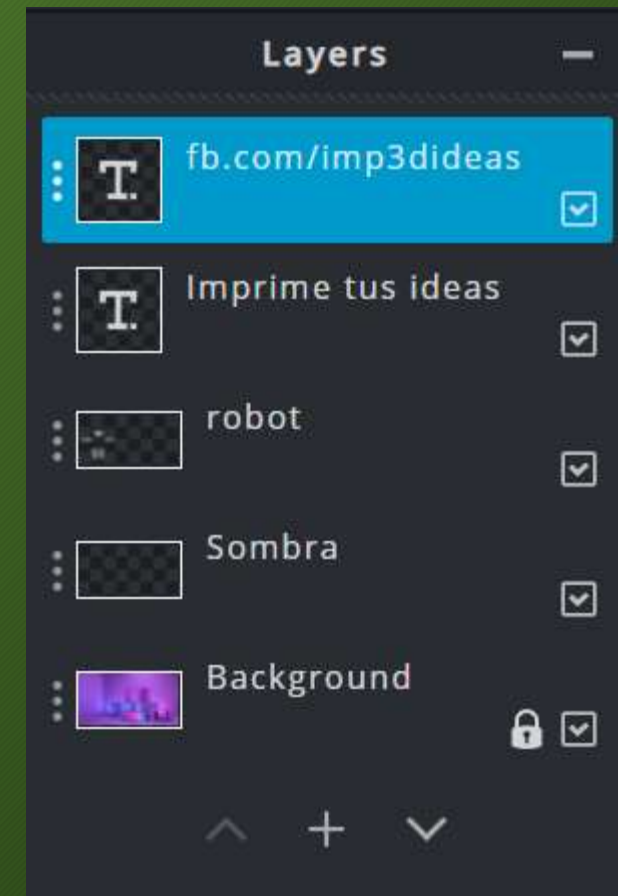 Layers
fb.com/imp3dideas
Imprime tus ideas
robot
Sombra
Background